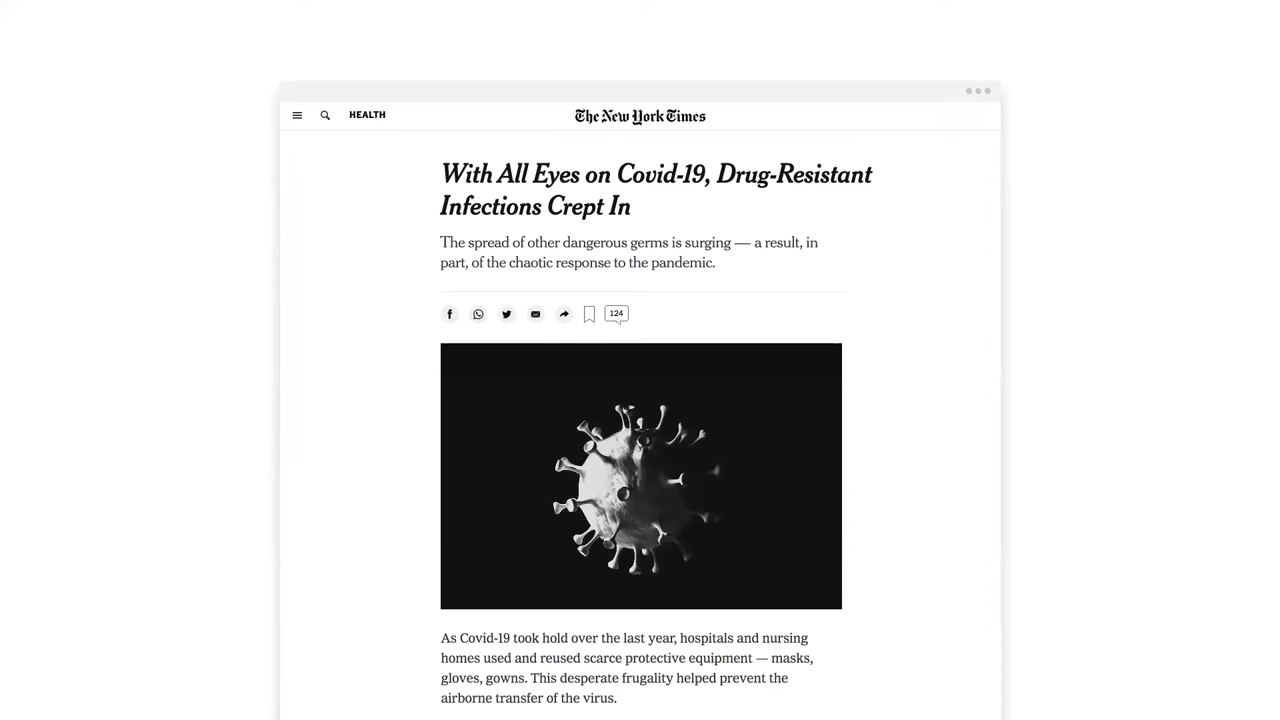 HEALTH
The New York Times
With All Eyes on Covid-19, Drug-Resistant
Infections Crept In
The spread of other dangerous germs is surging — a result, in
part, of the chaotic response to the pandemic.
124
As Covid-19 took hold over the last year, hospitals and nursing
homes used and reused scarce protective equipment — masks,
gloves, gowns. This desperate frugality helped prevent the
airborne transfer of the virus.